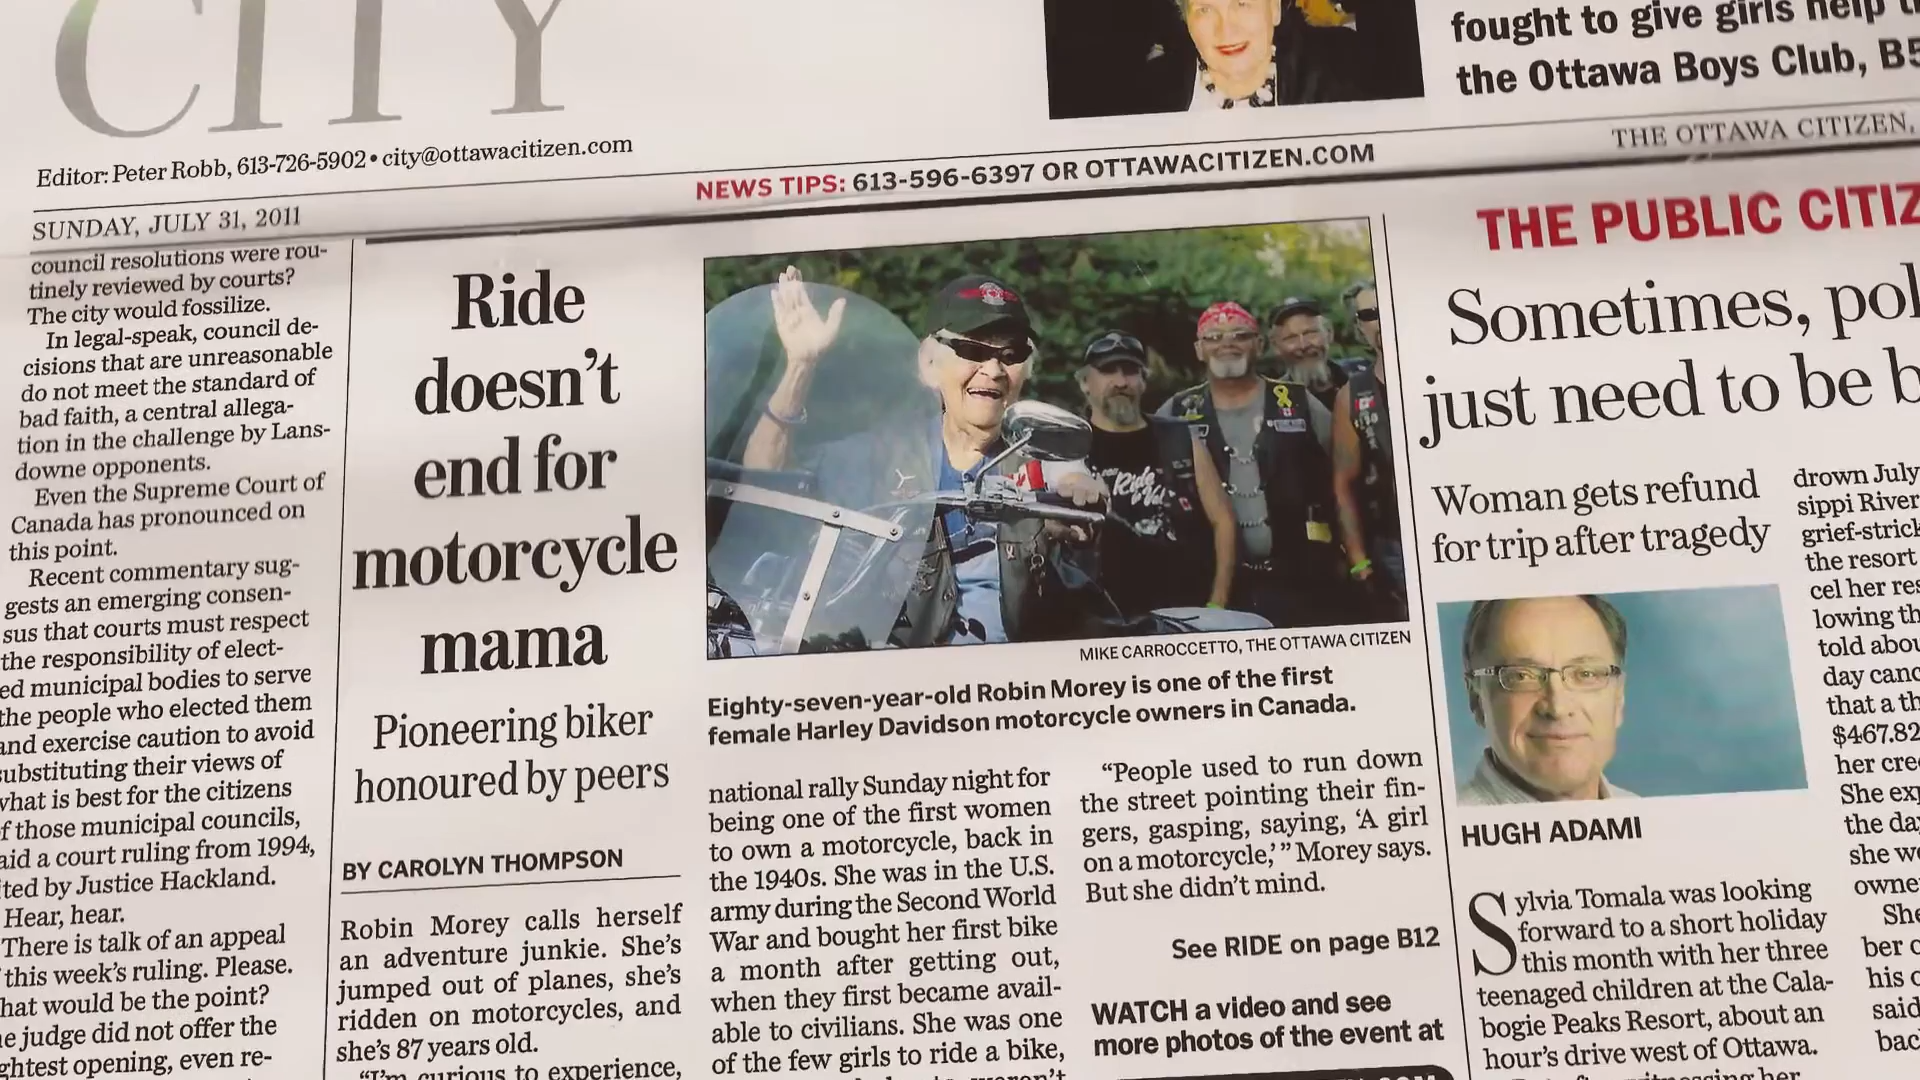 CITY
Editor: Peter Robb, 613-726-5902 • city@ottawacitizen.com
fought to give girls help
the Ottawa Boys Club, B5
THE OTTAWA CITIZEN,
NEWS TIPS: 613-596-6397 OR OTTAWACITIZEN.COM
SUNDAY, JULY 31, 2011
council resolutions were rou-
tinely reviewed by courts?
The city would fossilize.
In legal-speak, council de-
cisions that are unreasonable
do not meet the standard of
bad faith, a central allega-
tion in the challenge by Lans-
downe opponents.
Even the Supreme Court of
Canada has pronounced on
this point.
Recent commentary sug-
gests an emerging consen-
sus that courts must respect
the responsibility of elect-
ed municipal bodies to serve
the people who elected them
and exercise caution to avoid
substituting their views of
what is best for the citizens
of those municipal councils,
said a court ruling from 1994,
ted by Justice Hackland.
Hear, hear.
There is talk of an appeal
this week's ruling. Please.
hat would be the point?
e judge did not offer the
ghtest opening, even re-
Ride
doesn't
end for
motorcycle
mama
Pioneering biker
honoured by peers
BY CAROLYN THOMPSON
Robin Morey calls herself
an adventure junkie. She's
jumped out of planes, she's
ridden on motorcycles, and
she's 87 years old.
"I'm curious to experience,
MIKE CARROCCETTO, THE OTTAWA CITIZEN
Eighty-seven-year-old Robin Morey is one of the first
female Harley Davidson motorcycle owners in Canada.
national rally Sunday night for
being one of the first women
to own a motorcycle, back in
the 1940s. She was in the U.S.
army during the Second World
War and bought her first bike
a month after getting out,
when they first became avail-
able to civilians. She was one
of the few girls to ride a bike,
"People used to run down
the street pointing their fin-
gers, gasping, saying, 'A girl
on a motorcycle,'" Morey says.
But she didn't mind.
See RIDE on page B12
WATCH a video and see
more photos of the event at
THE PUBLIC CITIZ
Sometimes, pol
just need to be b
Woman gets refund
for trip after tragedy
HUGH ADAMI
Sylvia Tomala was looking
forward to a short holiday
this month with her three
teenaged children at the Cala-
bogie Peaks Resort, about an
hour's drive west of Ottawa.
drown July
sippi River
grief-strick
the resort
cel her res
lowing th
told abou
day canc
that a th
$467.82
her cre
She exp
the da
she we
owne
She
ber o
his c
said
bac